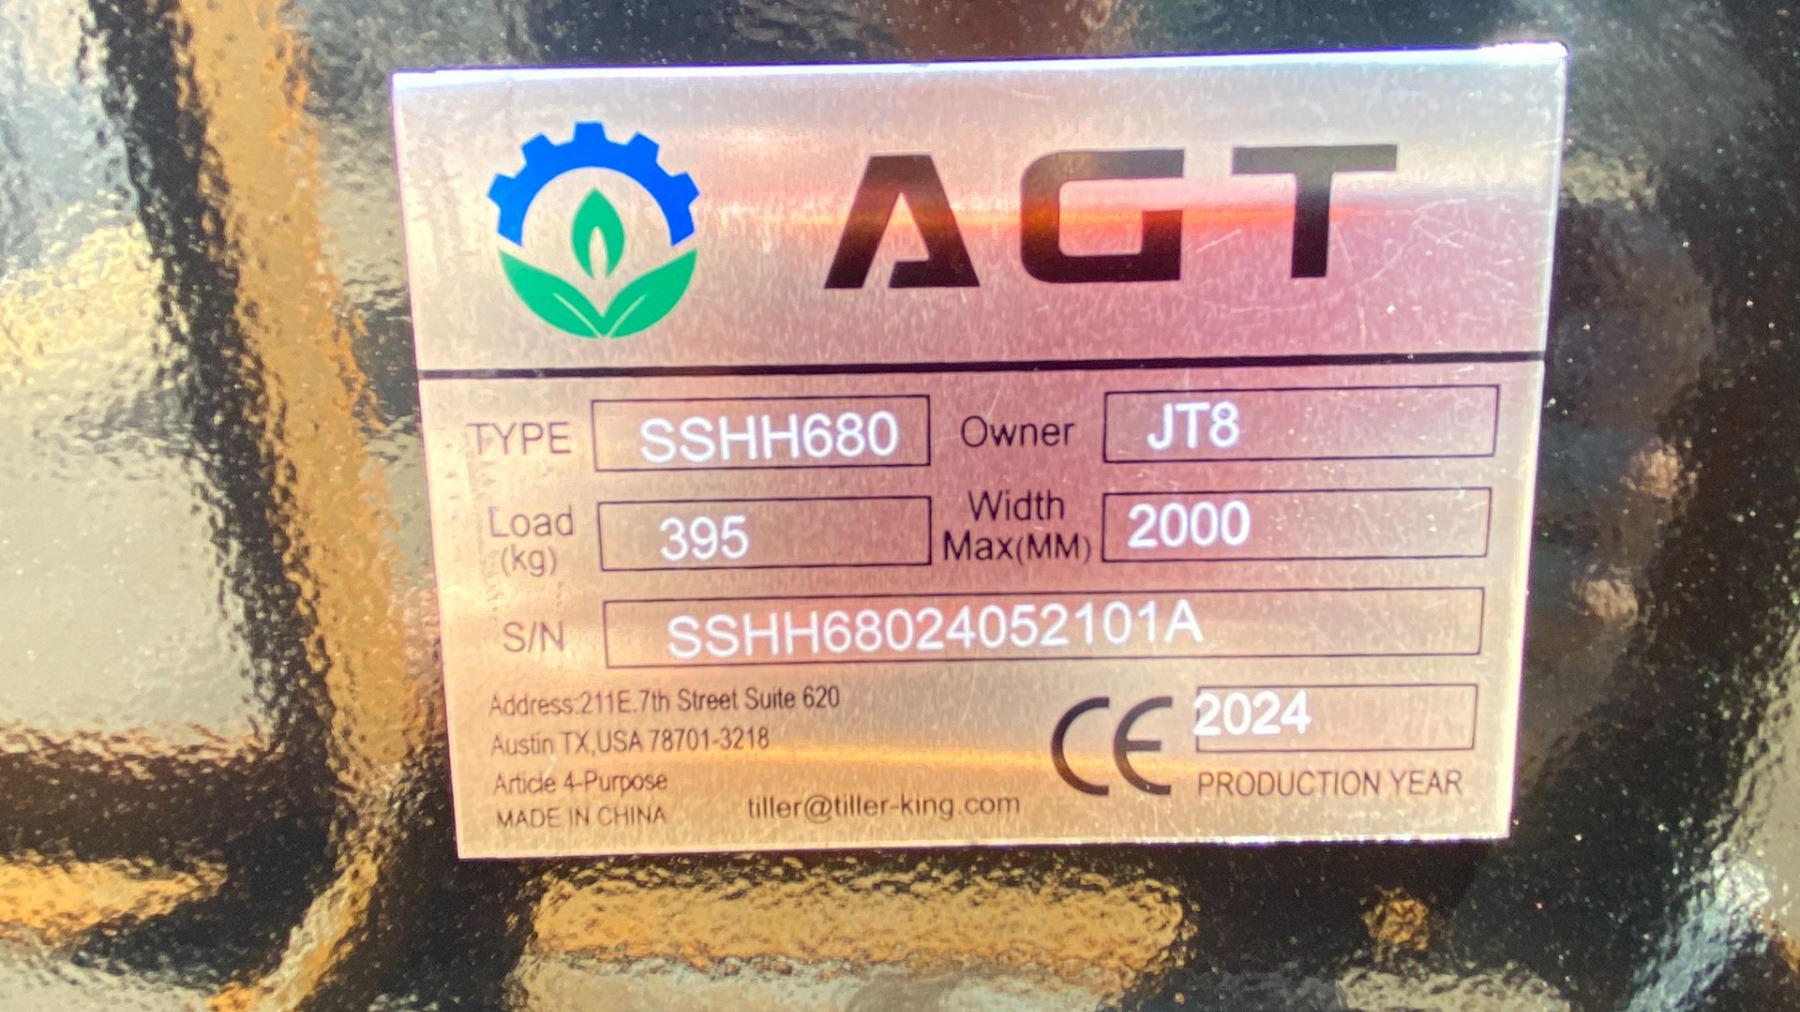 AGT
TYPE SSHH680 Owner JT8
Load (kg) 395 Width Max(MM) 2000
S/N SSHH68024052101A
Address:211E.7th Street Suite 620
Austin TX,USA 78701-3218
Article 4-Purpose
MADE IN CHINA
tiller@tiller-king.com
CE 2024
PRODUCTION YEAR